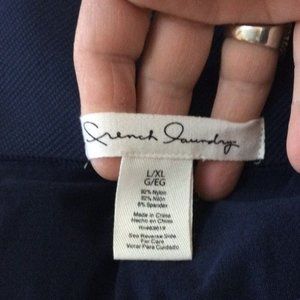 French Laundry
L/XL
G/EG
92% Nylon
92% Nilon
8% Spandex
Made in China
Hecho en China
See Reverse Side
For Care
Voltar Para Cuidado